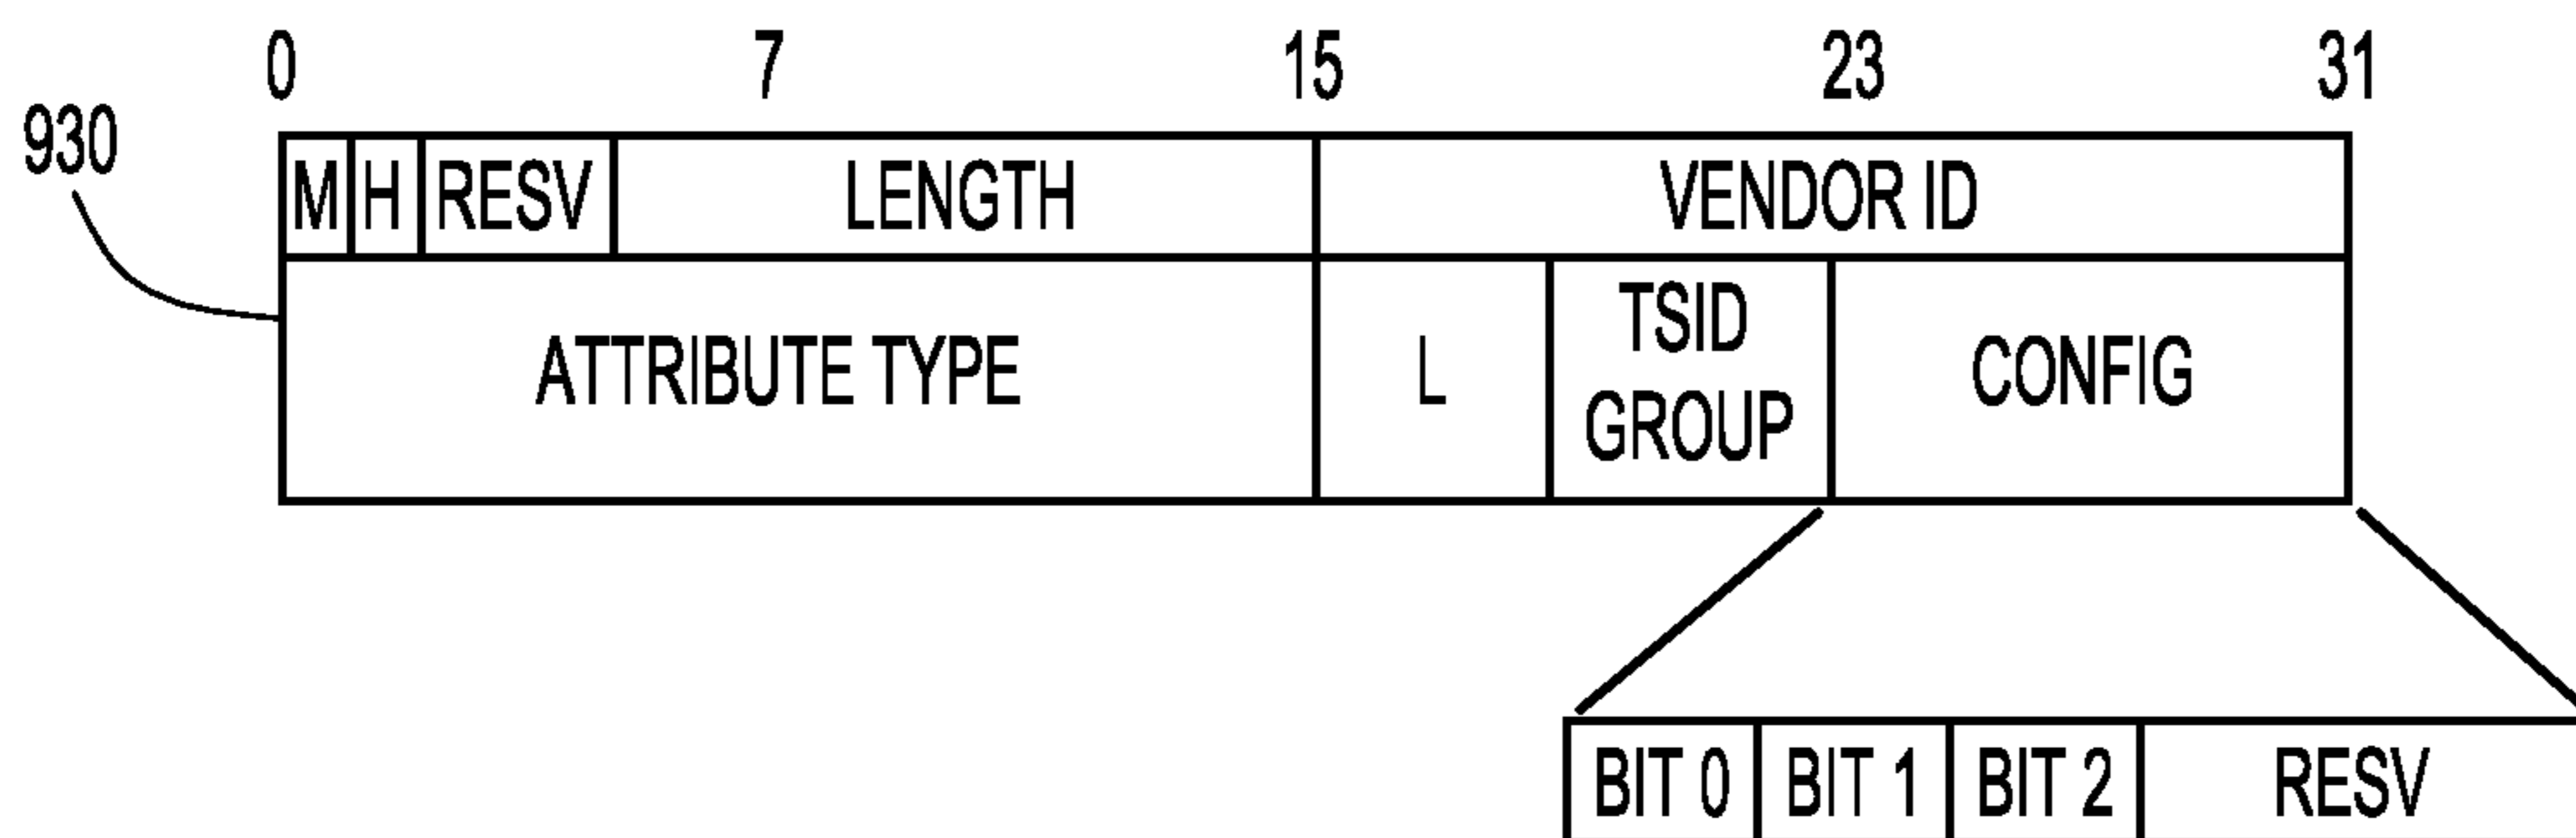 0 7 15 23 31
930
M H RESV LENGTH VENDOR ID
ATTRIBUTE TYPE L TSID GROUP CONFIG
BIT 0 BIT 1 BIT 2 RESV